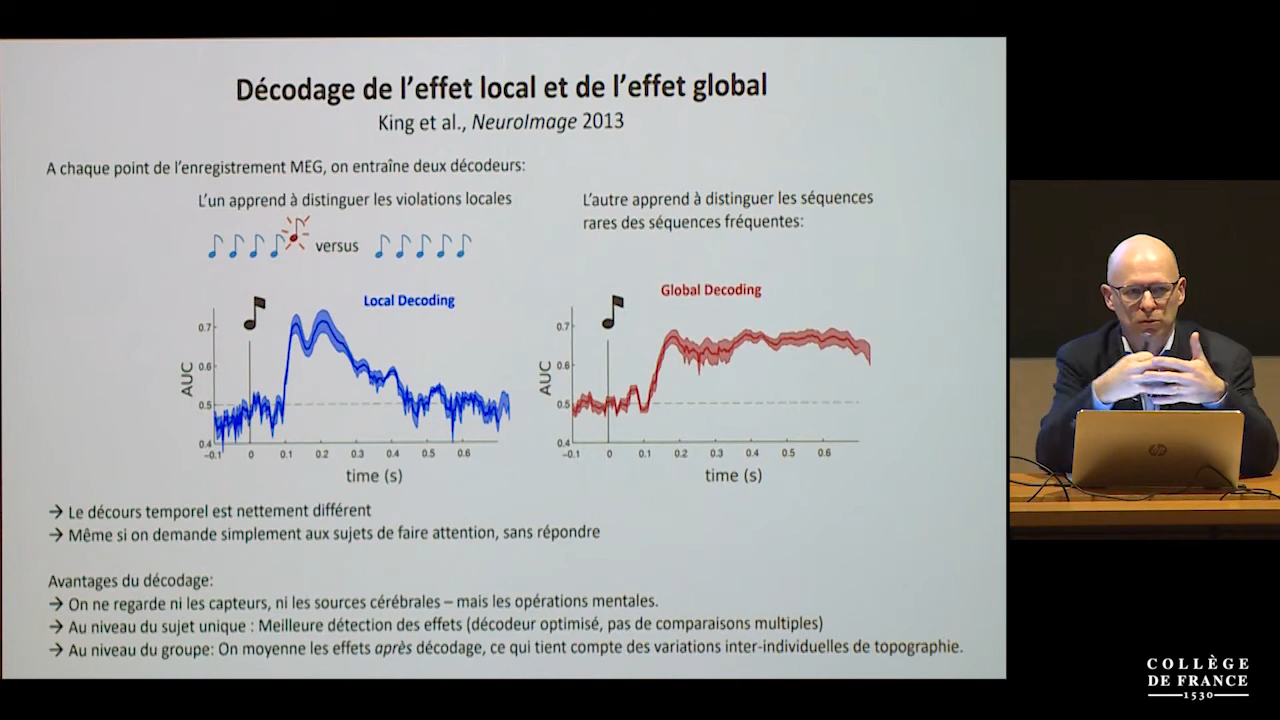 Décodage de l'effet local et de l'effet global
King et al., NeuroImage 2013
A chaque point de l'enregistrement MEG, on entraîne deux décodeurs:
L'un apprend à distinguer les violations locales
versus
L'autre apprend à distinguer les séquences
rares des séquences fréquentes:
Local Decoding
0.7
0.6
0.5
0.4
AUC
-0.1 0 0.1 0.2 0.3 0.4 0.5 0.6
time (s)
Global Decoding
0.7
0.6
0.5
0.4
AUC
-0.1 0 0.1 0.2 0.3 0.4 0.5 0.6
time (s)
→ Le décours temporel est nettement différent
→ Même si on demande simplement aux sujets de faire attention, sans répondre
Avantages du décodage:
→ On ne regarde ni les capteurs, ni les sources cérébrales – mais les opérations mentales.
→ Au niveau du sujet unique : Meilleure détection des effets (décodeur optimisé, pas de comparaisons multiples)
→ Au niveau du groupe: On moyenne les effets après décodage, ce qui tient compte des variations inter-individuelles de topographie.
hp
COLLÈGE
DE FRANCE
1530